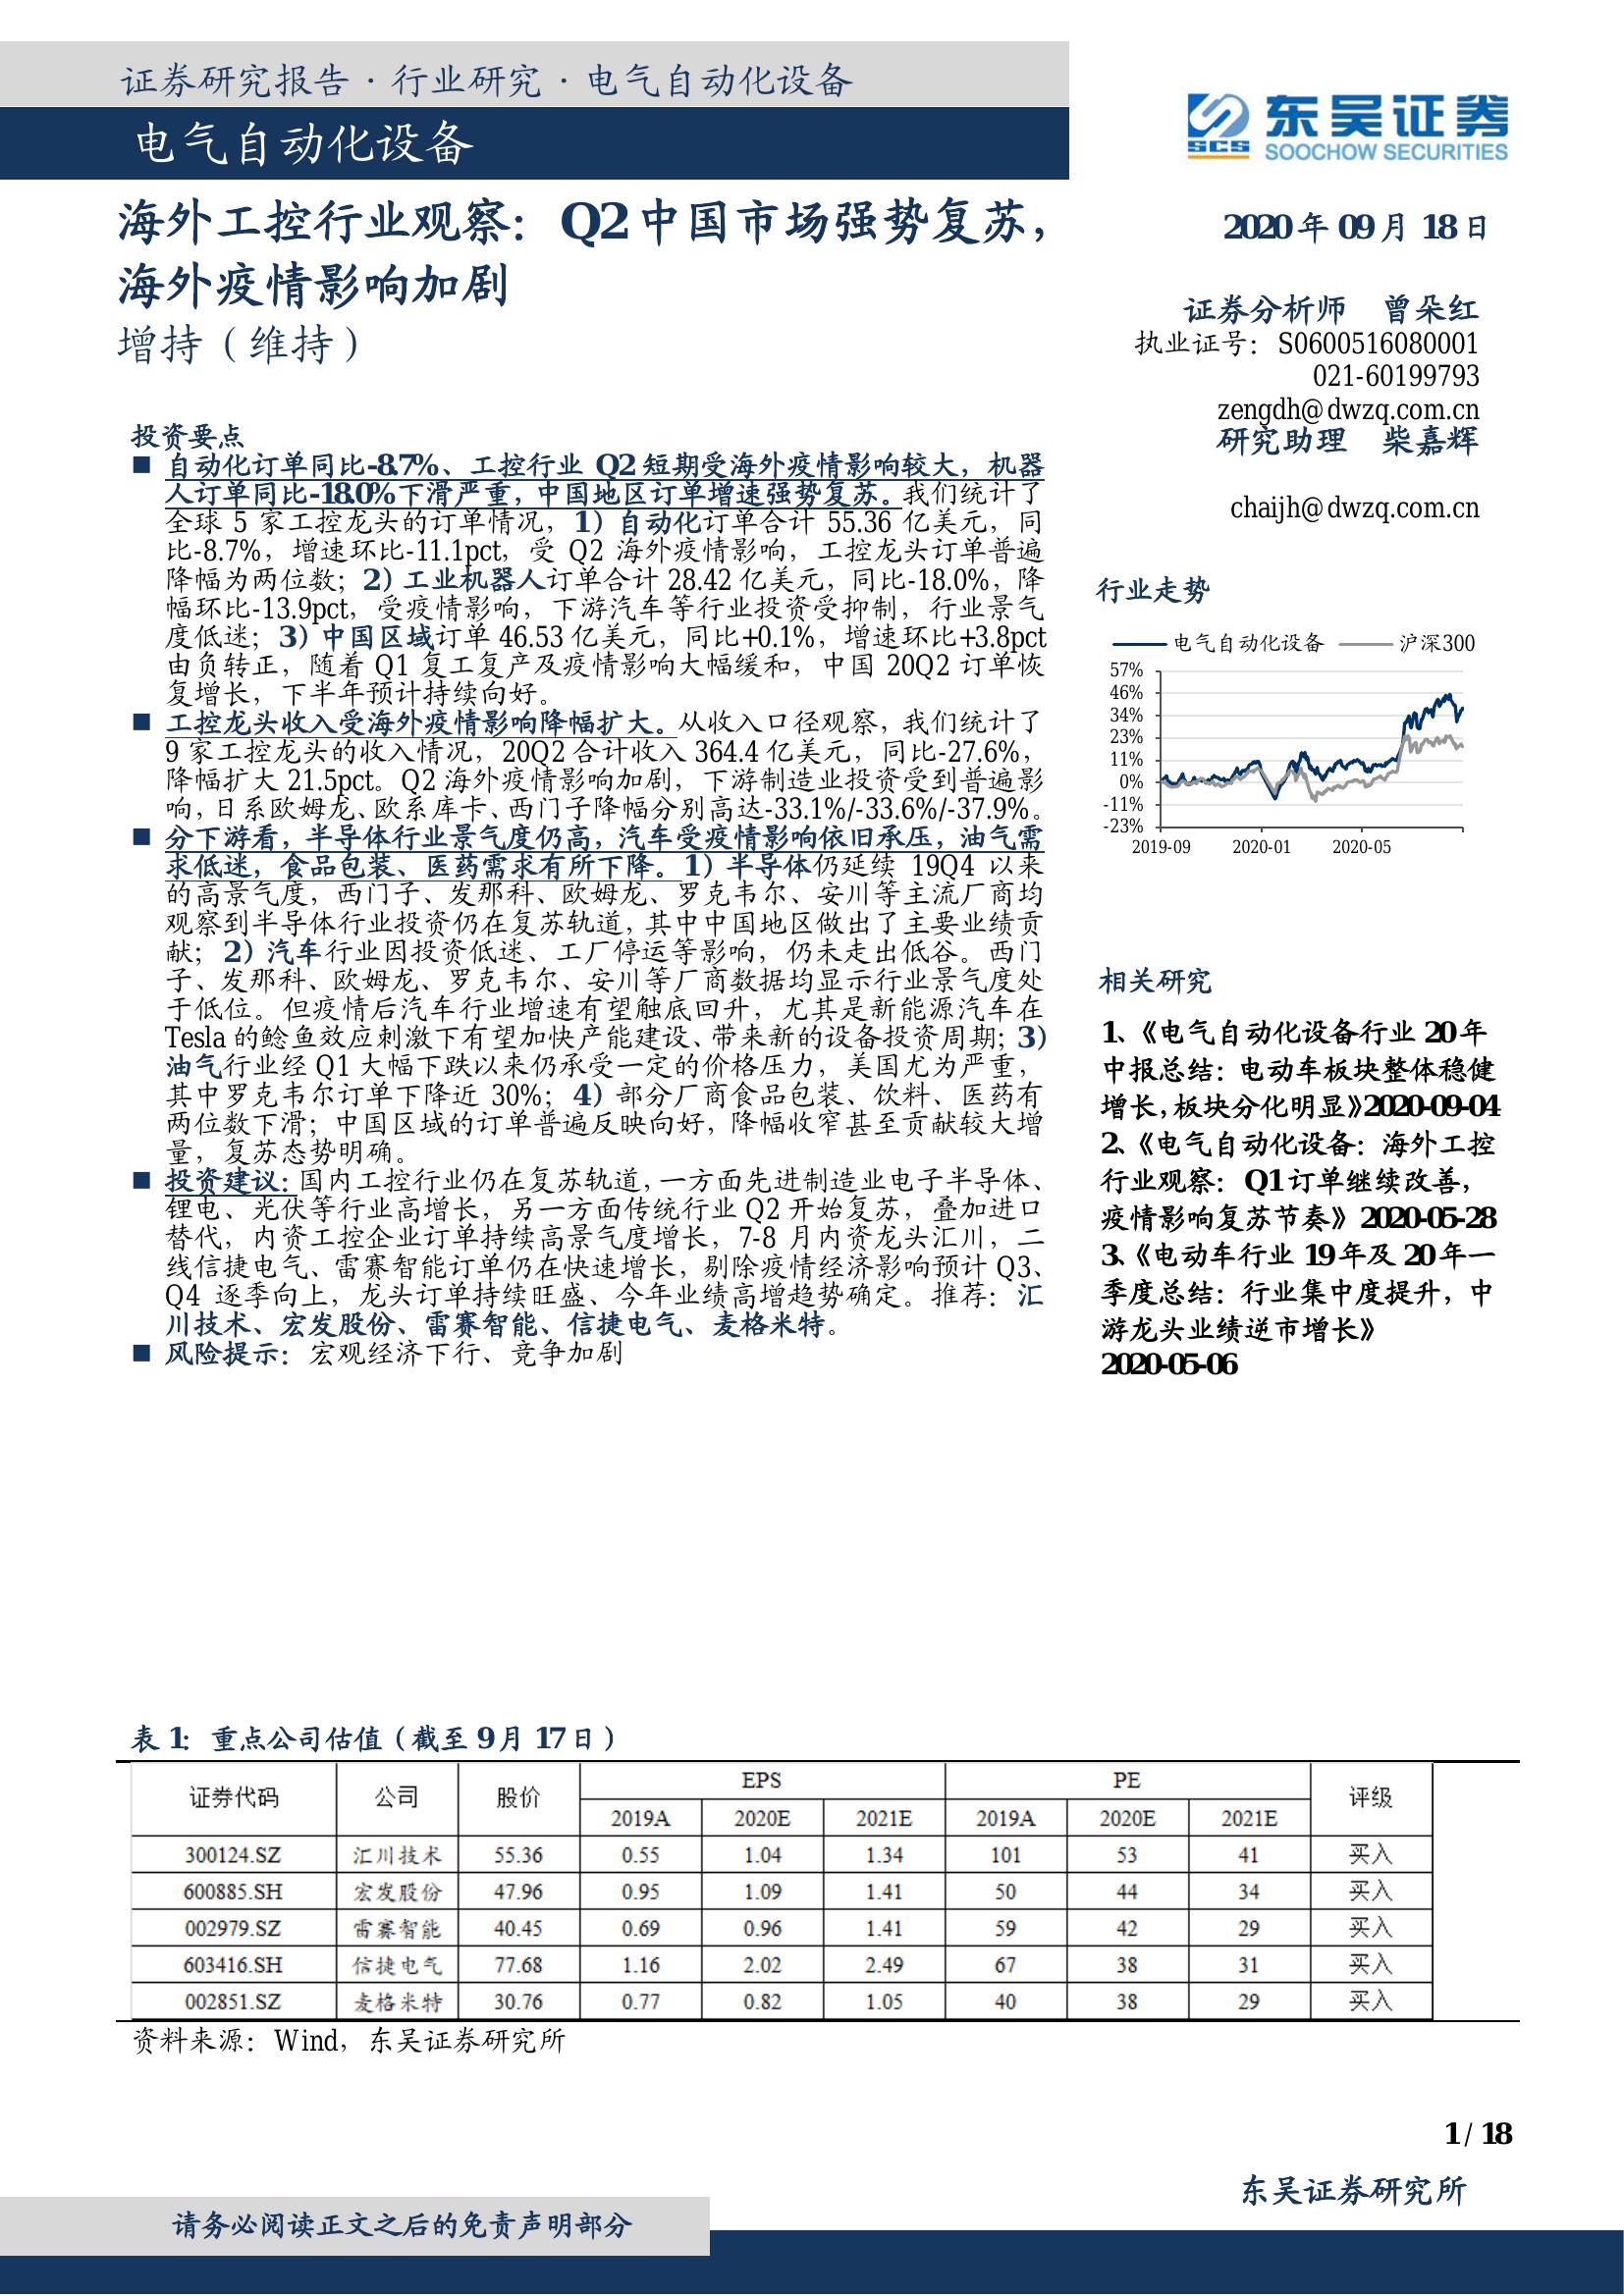 证券研究报告·行业研究·电气自动化设备
电气自动化设备
SCS
东吴证券
SOOCHOW SECURITIES
海外工控行业观察：Q2中国市场强势复苏，
海外疫情影响加剧
增持（维持）
2020年09月18日
证券分析师 曾朵红
执业证号：S0600516080001
021-60199793
zengdh@dwzq.com.cn
研究助理 柴嘉辉
chaijh@dwzq.com.cn
投资要点
■ 自动化订单同比-8.7%、工控行业 Q2 短期受海外疫情影响较大，机器
人订单同比-18.0%下滑严重，中国地区订单增速强势复苏。我们统计了
全球 5 家工控龙头的订单情况，1）自动化订单合计 55.36 亿美元，同
比-8.7%，增速环比-11.1pct，受 Q2 海外疫情影响，工控龙头订单普遍
降幅为两位数；2）工业机器人订单合计 28.42 亿美元，同比-18.0%，降
幅环比-13.9pct，受疫情影响，下游汽车等行业投资受抑制，行业景气
度低迷；3）中国区域订单 46.53 亿美元，同比+0.1%，增速环比+3.8pct
由负转正，随着 Q1 复工复产及疫情影响大幅缓和，中国 20Q2 订单恢
复增长，下半年预计持续向好。
■ 工控龙头收入受海外疫情影响降幅扩大。从收入口径观察，我们统计了
9 家工控龙头的收入情况，20Q2 合计收入 364.4 亿美元，同比-27.6%，
降幅扩大 21.5pct。Q2 海外疫情影响加剧，下游制造业投资受到普遍影
响，日系欧姆龙、欧系库卡、西门子降幅分别高达-33.1%/-33.6%/-37.9%。
■ 分下游看，半导体行业景气度仍高，汽车受疫情影响依旧承压，油气需
求低迷，食品包装、医药需求有所下降。1）半导体仍延续 19Q4 以来
的高景气度，西门子、发那科、欧姆龙、罗克韦尔、安川等主流厂商均
观察到半导体行业投资仍在复苏轨道，其中中国地区做出了主要业绩贡
献；2）汽车行业因投资低迷、工厂停运等影响，仍未走出低谷。西门
子、发那科、欧姆龙、罗克韦尔、安川等厂商数据均显示行业景气度处
于低位。但疫情后汽车行业增速有望触底回升，尤其是新能源汽车在
Tesla 的鲶鱼效应刺激下有望加快产能建设、带来新的设备投资周期；3）
油气行业经 Q1 大幅下跌以来仍承受一定的价格压力，美国尤为严重，
其中罗克韦尔订单下降近 30%；4）部分厂商食品包装、饮料、医药有
两位数下滑；中国区域的订单普遍反映向好，降幅收窄甚至贡献较大增
量，复苏态势明确。
■ 投资建议：国内工控行业仍在复苏轨道，一方面先进制造业电子半导体、
锂电、光伏等行业高增长，另一方面传统行业 Q2 开始复苏，叠加进口
替代，内资工控企业订单持续高景气度增长，7-8 月内资龙头汇川，二
线信捷电气、雷赛智能订单仍在快速增长，剔除疫情经济影响预计 Q3、
Q4 逐季向上，龙头订单持续旺盛、今年业绩高增趋势确定。推荐：汇
川技术、宏发股份、雷赛智能、信捷电气、麦格米特。
■ 风险提示：宏观经济下行、竞争加剧
行业走势
电气自动化设备 沪深300
57%
46%
34%
23%
11%
0%
-11%
-23%
2019-09 2020-01 2020-05
相关研究
1、《电气自动化设备行业20年
中报总结：电动车板块整体稳健
增长，板块分化明显》2020-09-04
2、《电气自动化设备：海外工控
行业观察：Q1订单继续改善，
疫情影响复苏节奏》2020-05-28
3、《电动车行业19年及20年一
季度总结：行业集中度提升，中
游龙头业绩逆市增长》
2020-05-06
表 1：重点公司估值（截至 9 月 17 日）
证券代码 公司 股价 EPS PE 评级
2019A 2020E 2021E 2019A 2020E 2021E
300124.SZ 汇川技术 55.36 0.55 1.04 1.34 101 53 41 买入
600885.SH 宏发股份 47.96 0.95 1.09 1.41 50 44 34 买入
002979.SZ 雷赛智能 40.45 0.69 0.96 1.41 59 42 29 买入
603416.SH 信捷电气 77.68 1.16 2.02 2.49 67 38 31 买入
002851.SZ 麦格米特 30.76 0.77 0.82 1.05 40 38 29 买入
资料来源：Wind，东吴证券研究所
1 / 18
东吴证券研究所
请务必阅读正文之后的免责声明部分